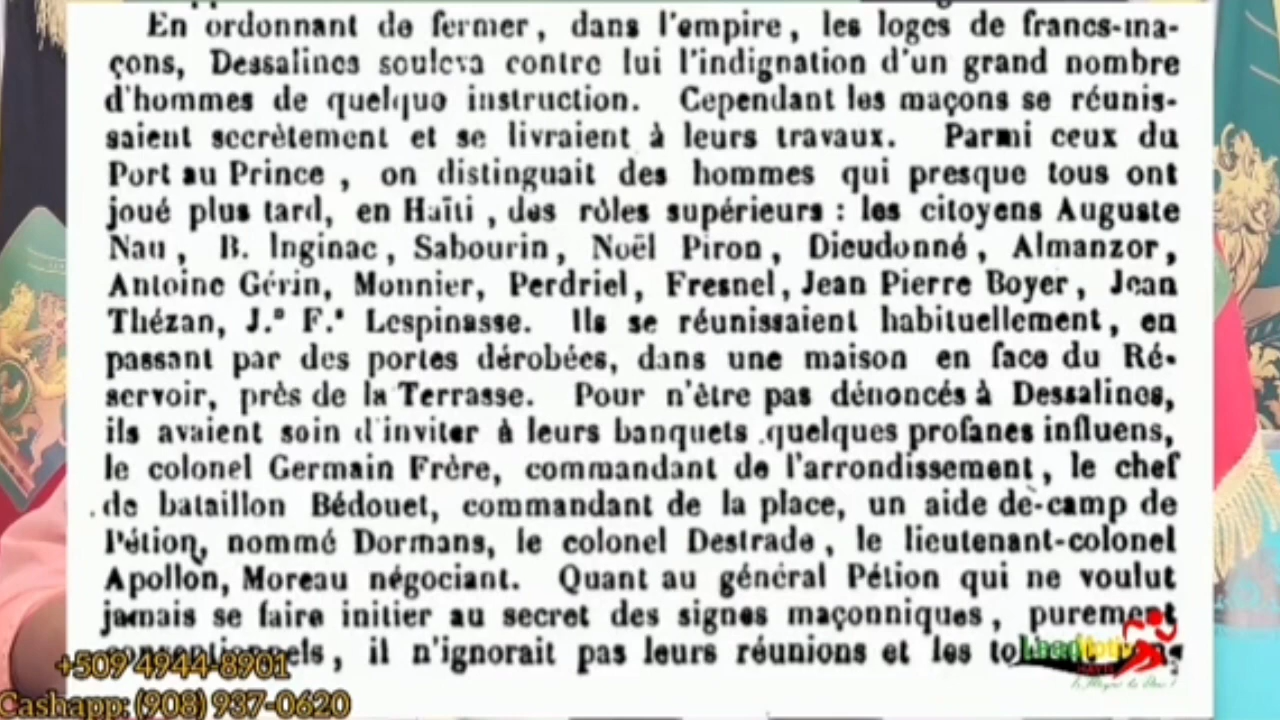 En ordonnant de fermer, dans l'empire, les loges de francs-ma-
çons, Dessalines souleva contre lui l'indignation d'un grand nombre
d'hommes de quelque instruction. Cependant les maçons se réunis-
saient secrètement et se livraient à leurs travaux. Parmi ceux du
Port au Prince, on distinguait des hommes qui presque tous ont
joué plus tard, en Haïti, des rôles supérieurs : les citoyens Auguste
Nau, B. Inginac, Sabourin, Noël Piron, Dieudonné, Almanzor,
Antoine Gérin, Monnier, Perdriel, Fresnel, Jean Pierre Boyer, Jean
Thézan, J.ⁿ F.ˢ Lespinasse. Ils se réunissaient habituellement, en
passant par des portes dérobées, dans une maison en face du Ré-
servoir, près de la Terrasse. Pour n'être pas dénoncés à Dessalines,
ils avaient soin d'inviter à leurs banquets quelques profanes influens,
le colonel Germain Frère, commandant de l'arrondissement, le chef
de bataillon Bédouet, commandant de la place, un aide de-camp de
Pétion, nommé Dormans, le colonel Destrade, le lieutenant-colonel
Apollon, Moreau négociant. Quant au général Pétion qui ne voulut
jamais se faire initier au secret des signes maçonniques, purement
il n'ignorait pas leurs réunions et les
+509 4944-8901
Cashapp: (908) 937-0620